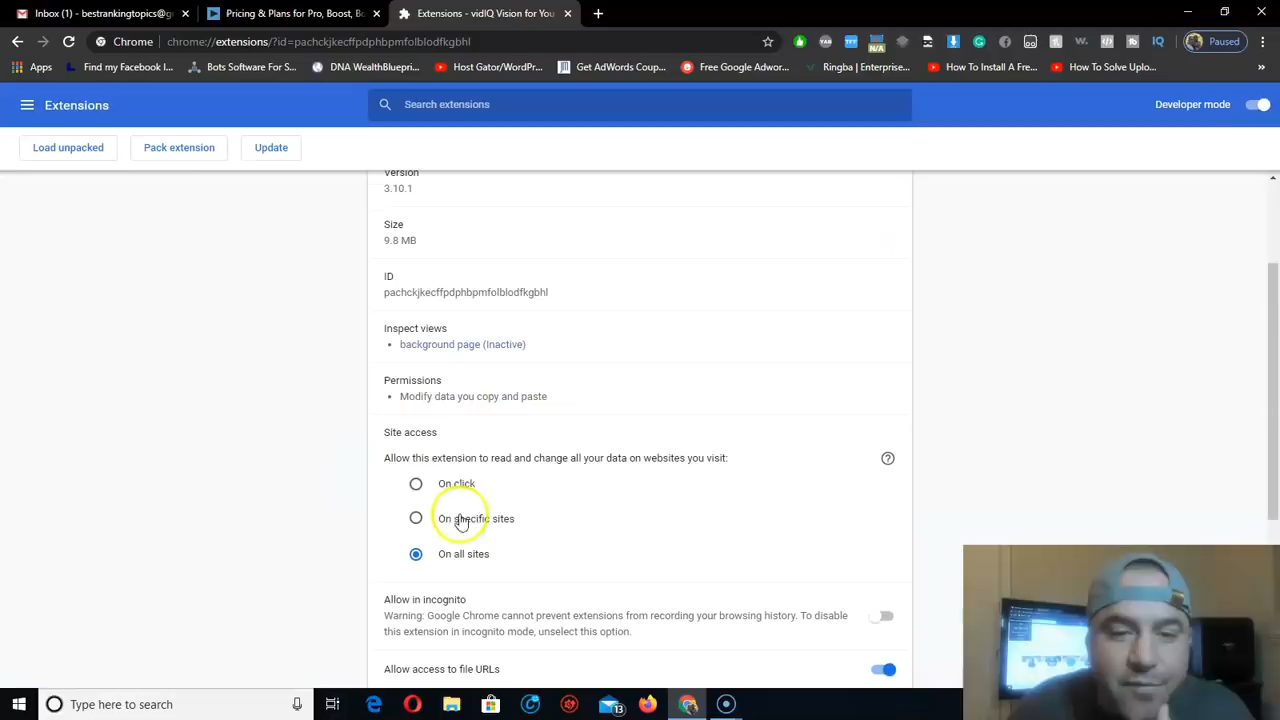 Inbox (1) - bestrankingtopics@g
Pricing & Plans for Pro, Boost, Bo
Extensions - vidIQ Vision for You
Chrome
chrome://extensions/?id=pachckjkecffpdphbpmfolblodfkgbhl
Paused
Apps
Find my Facebook I...
Bots Software For S...
DNA WealthBluepri...
Host Gator/WordPr...
Get AdWords Coup...
Free Google Adwor...
Ringba | Enterprise...
How To Install A Fre...
How To Solve Uplo...
»
Extensions
Search extensions
Developer mode
Load unpacked
Pack extension
Update
Version
3.10.1
Size
9.8 MB
ID
pachckjkecffpdphbpmfolblodfkgbhl
Inspect views
• background page (Inactive)
Permissions
• Modify data you copy and paste
Site access
Allow this extension to read and change all your data on websites you visit:
On click
On specific sites
On all sites
Allow in incognito
Warning: Google Chrome cannot prevent extensions from recording your browsing history. To disable
this extension in incognito mode, unselect this option.
Allow access to file URLs
Type here to search